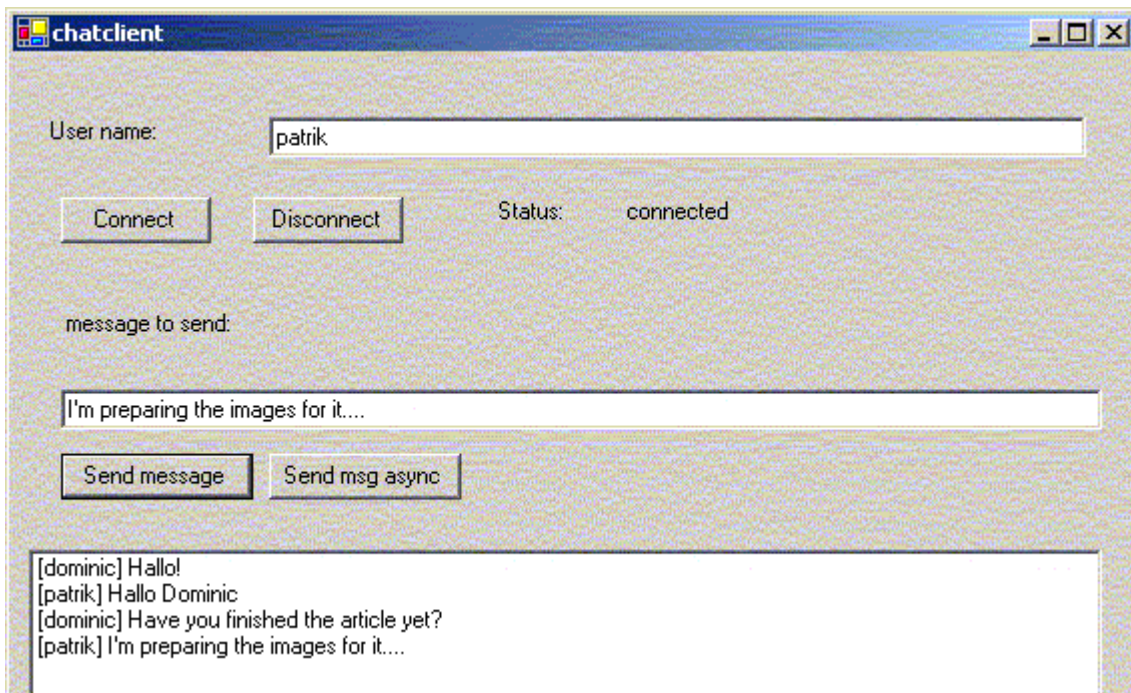 chatclient
User name:
patrik
Connect Disconnect Status: connected
message to send:
I'm preparing the images for it....
Send message Send msg async
[dominic] Hallo!
[patrik] Hallo Dominic
[dominic] Have you finished the article yet?
[patrik] I'm preparing the images for it....